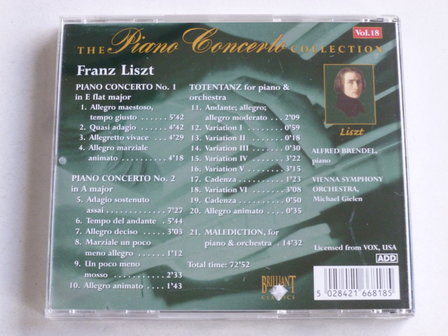 Vol.18
THE Piano Concerto COLLECTION
Franz Liszt
PIANO CONCERTO No. 1
in E flat major
1. Allegro maestoso,
tempo giusto . . . . . 5'42
2. Quasi adagio . . . . . 4'42
3. Allegretto vivace . . . 4'29
4. Allegro marziale
animato . . . . . 4'18
PIANO CONCERTO No. 2
in A major
5. Adagio sostenuto
assai . . . . . 7'27
6. Tempo del andante . . 5'44
7. Allegro deciso . . . . 3'03
8. Marziale un poco
meno allegro . . . . 1'12
9. Un poco meno
mosso . . . . . 2'33
10. Allegro animato . . . 1'43
TOTENTANZ for piano &
orchestra
11. Andante; allegro;
allegro moderato . . . 2'09
12. Variation I . . . . . 0'59
13. Variation II . . . . . 0'18
14. Variation III . . . . . 0'30
15. Variation IV . . . . . 3'22
16. Variation V . . . . . 3'15
17. Cadenza . . . . . 1'23
18. Variation VI . . . . . 3'08
19. Cadenza . . . . . 0'50
20. Allegro animato . . . 0'35
21. MALEDICTION, for
piano & orchestra . . 14'32
Total time: 72'52
Liszt
ALFRED BRENDEL,
piano
VIENNA SYMPHONY
ORCHESTRA,
Michael Gielen
Licensed from VOX, USA
ADD
BRILLIANT
CLASSICS
5 028421 668185